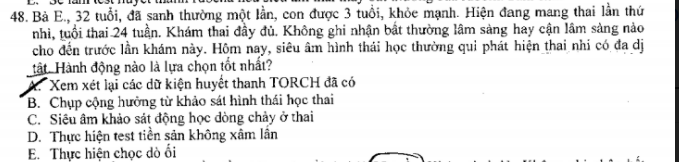 48. Bà E., 32 tuổi, đã sanh thường một lần, con được 3 tuổi, khỏe mạnh. Hiện đang mang thai lần thứ
nhì, tuổi thai 24 tuần. Khám thai đầy đủ. Không ghi nhận bất thường lâm sàng hay cận lâm sàng nào
cho đến trước lần khám này. Hôm nay, siêu âm hình thái học thường qui phát hiện thai nhi có đa dị
tật. Hành động nào là lựa chọn tốt nhất?
A. Xem xét lại các dữ kiện huyết thanh TORCH đã có
B. Chụp cộng hưởng từ khảo sát hình thái học thai
C. Siêu âm khảo sát động học dòng chảy ở thai
D. Thực hiện test tiền sản không xâm lấn
E. Thực hiện chọc dò ối